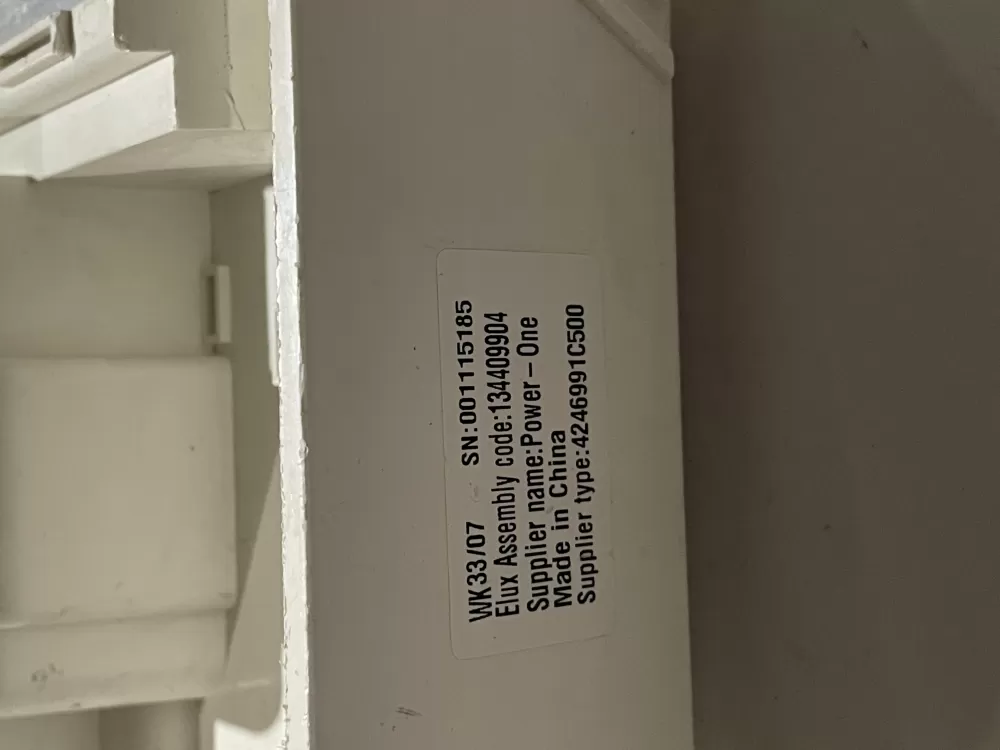 WK33/07 SN:001115185
Elux Assembly code:134409904
Supplier name:Power-One
Made in China
Supplier type:4246991C500